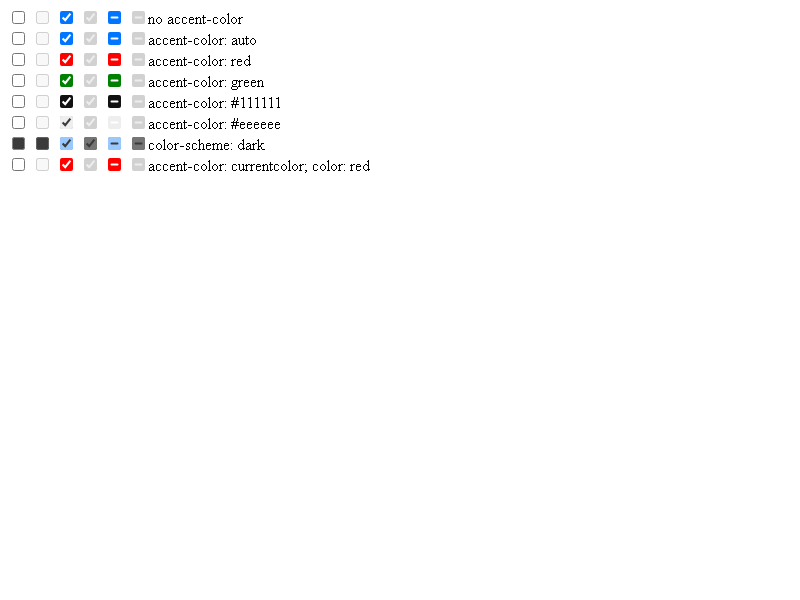 no accent-color
accent-color: auto
accent-color: red
accent-color: green
accent-color: #111111
accent-color: #eeeeee
color-scheme: dark
accent-color: currentcolor; color: red